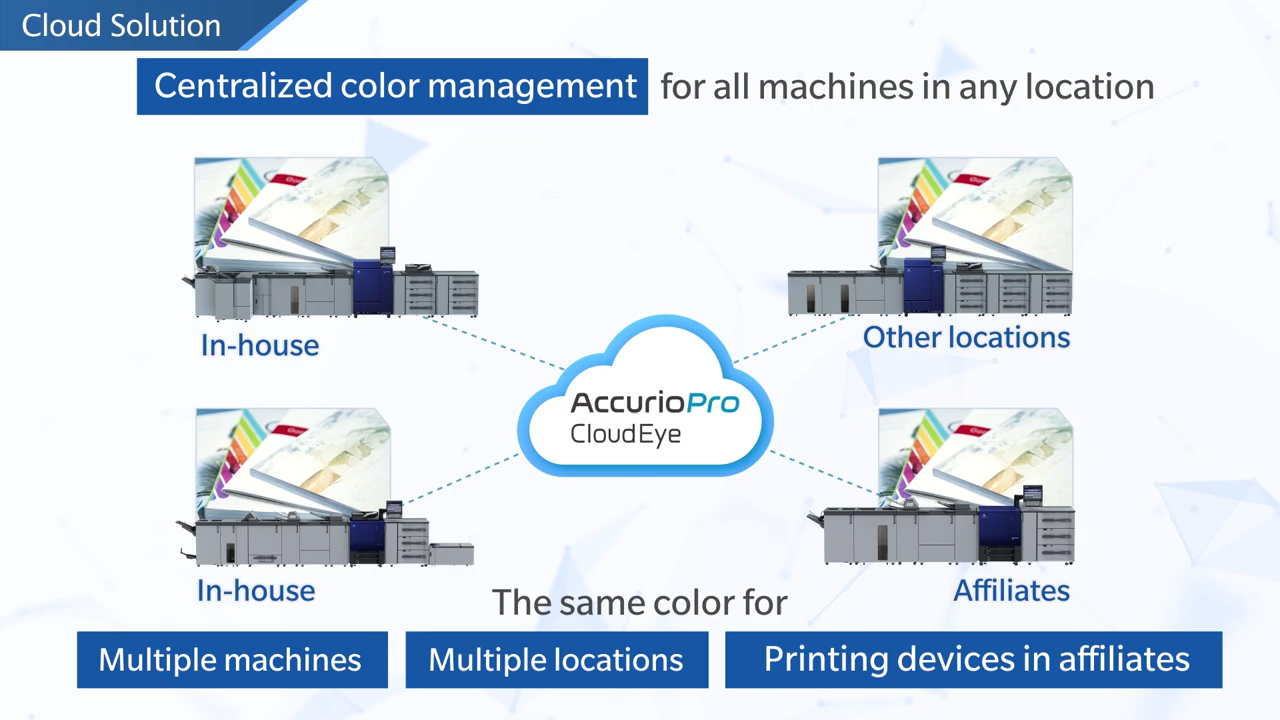 Cloud Solution
Centralized color management for all machines in any location
In-house
Other locations
AccurioPro
CloudEye
In-house
Affiliates
The same color for
Multiple machines
Multiple locations
Printing devices in affiliates